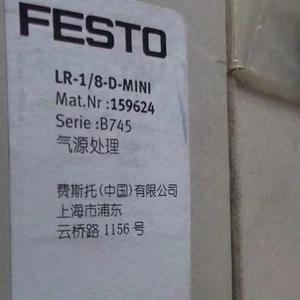 FESTO
LR-1/8-D-MINI
Mat.Nr :159624
Serie :B745
气源处理
费斯托(中国)有限公司
上海市浦东
云桥路 1156 号